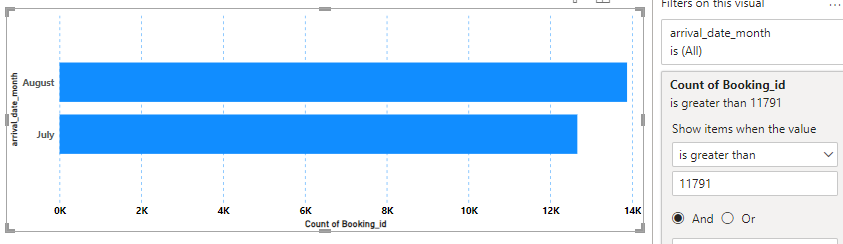 Filters on this visual
...
arrival_date_month
is (All)
Count of Booking_id
is greater than 11791
Show items when the value
is greater than
11791
And Or
arrival_date_month
August
July
0K 2K 4K 6K 8K 10K 12K 14K
Count of Booking_id